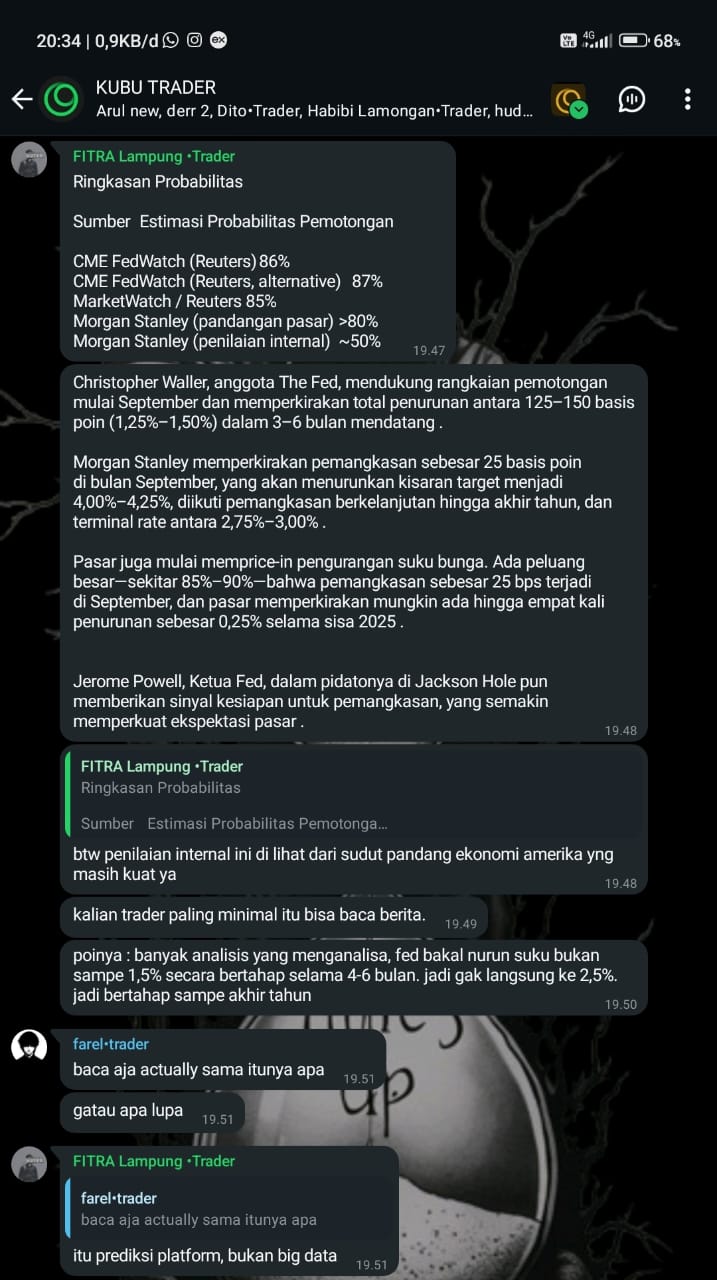 20:34 | 0,9KB/d
4G
68%
KUBU TRADER
Arul new, derr 2, Dito•Trader, Habibi Lamongan•Trader, hud...
FITRA Lampung •Trader
Ringkasan Probabilitas
Sumber Estimasi Probabilitas Pemotongan
CME FedWatch (Reuters) 86%
CME FedWatch (Reuters, alternative) 87%
MarketWatch / Reuters 85%
Morgan Stanley (pandangan pasar) >80%
Morgan Stanley (penilaian internal) ~50%
19.47
Christopher Waller, anggota The Fed, mendukung rangkaian pemotongan
mulai September dan memperkirakan total penurunan antara 125–150 basis
poin (1,25%–1,50%) dalam 3–6 bulan mendatang .
Morgan Stanley memperkirakan pemangkasan sebesar 25 basis poin
di bulan September, yang akan menurunkan kisaran target menjadi
4,00%–4,25%, diikuti pemangkasan berkelanjutan hingga akhir tahun, dan
terminal rate antara 2,75%–3,00% .
Pasar juga mulai memprice-in pengurangan suku bunga. Ada peluang
besar—sekitar 85%–90%—bahwa pemangkasan sebesar 25 bps terjadi
di September, dan pasar memperkirakan mungkin ada hingga empat kali
penurunan sebesar 0,25% selama sisa 2025 .
Jerome Powell, Ketua Fed, dalam pidatonya di Jackson Hole pun
memberikan sinyal kesiapan untuk pemangkasan, yang semakin
memperkuat ekspektasi pasar .
19.48
FITRA Lampung •Trader
Ringkasan Probabilitas
Sumber Estimasi Probabilitas Pemotonga...
btw penilaian internal ini di lihat dari sudut pandang ekonomi amerika yng
masih kuat ya
19.48
kalian trader paling minimal itu bisa baca berita.
19.49
poinya : banyak analisis yang menganalisa, fed bakal nurun suku bukan
sampe 1,5% secara bertahap selama 4-6 bulan. jadi gak langsung ke 2,5%.
jadi bertahap sampe akhir tahun
19.50
farel•trader
baca aja actually sama itunya apa
19.51
gatau apa lupa
19.51
up
FITRA Lampung •Trader
farel•trader
baca aja actually sama itunya apa
itu prediksi platform, bukan big data
19.51